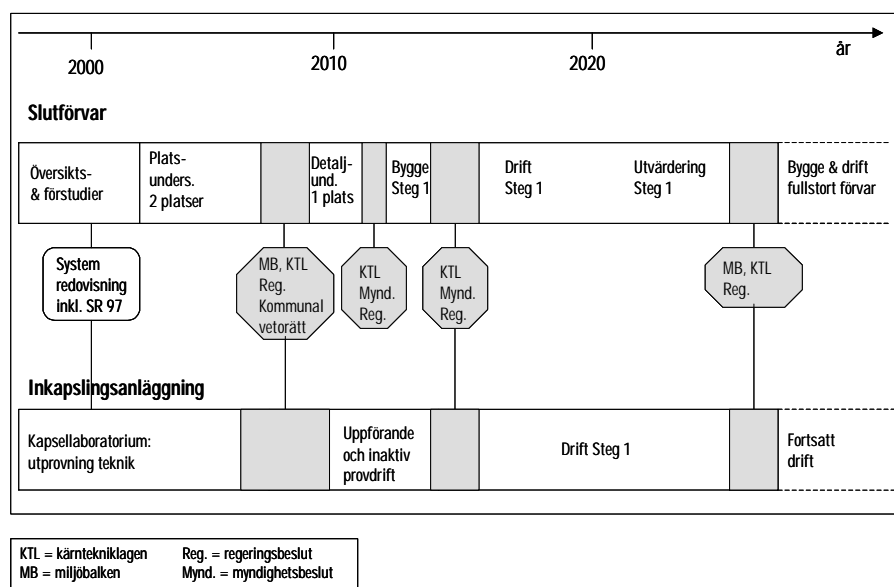 år
2000
2010
2020
Slutförvar
Översikts-
& förstudier
Plats-
unders.
2 platser
Detalj-
und.
1 plats
Bygge
Steg 1
Drift
Steg 1
Utvärdering
Steg 1
Bygge & drift
fullstort förvar
System
redovisning
inkl. SR 97
MB, KTL
Reg.
Kommunal
vetorätt
KTL
Mynd.
Reg.
KTL
Mynd.
Reg.
MB, KTL
Reg.
Inkapslingsanläggning
Kapsellaboratorium:
utprovning teknik
Uppförande
och inaktiv
provdrift
Drift Steg 1
Fortsatt
drift
KTL = kärntekniklagen
Reg. = regeringsbeslut
MB = miljöbalken
Mynd. = myndighetsbeslut